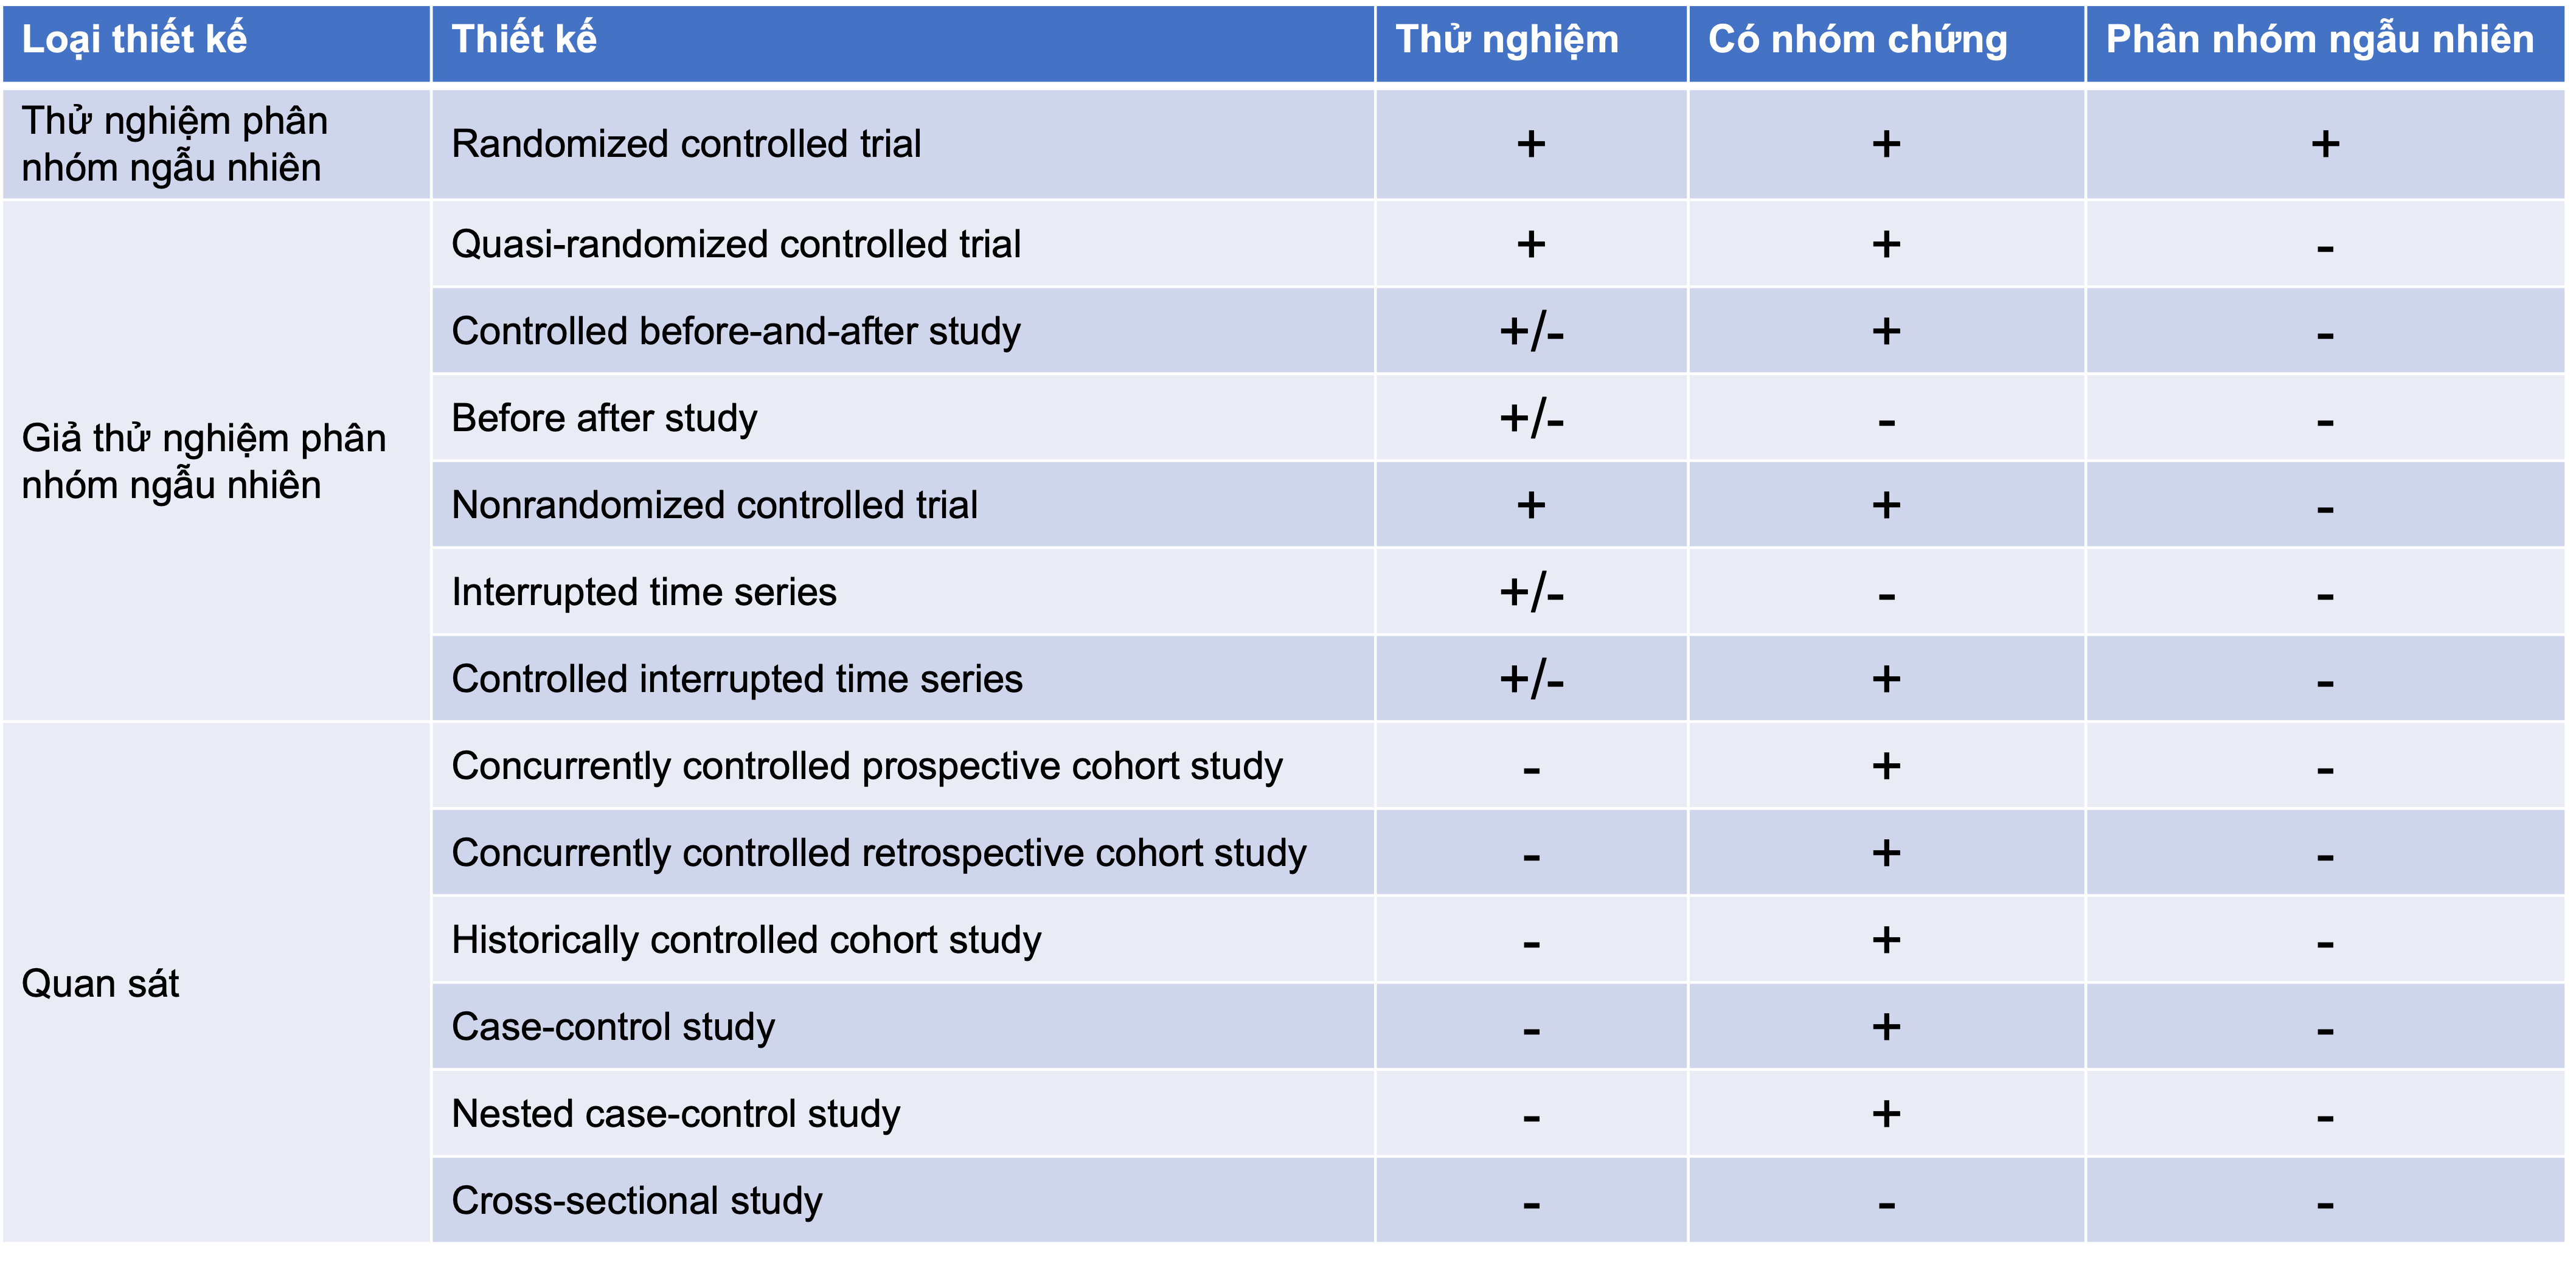 Loại thiết kế	Thiết kế	Thử nghiệm	Có nhóm chứng	Phân nhóm ngẫu nhiên
Thử nghiệm phân
nhóm ngẫu nhiên	Randomized controlled trial	+	+	+
Giả thử nghiệm phân
nhóm ngẫu nhiên
Quasi-randomized controlled trial	+	+	-
Controlled before-and-after study	+/-	+	-
Before after study	+/-	-	-
Nonrandomized controlled trial	+	+	-
Interrupted time series	+/-	-	-
Controlled interrupted time series	+/-	+	-
Quan sát
Concurrently controlled prospective cohort study	-	+	-
Concurrently controlled retrospective cohort study	-	+	-
Historically controlled cohort study	-	+	-
Case-control study	-	+	-
Nested case-control study	-	+	-
Cross-sectional study	-	-	-